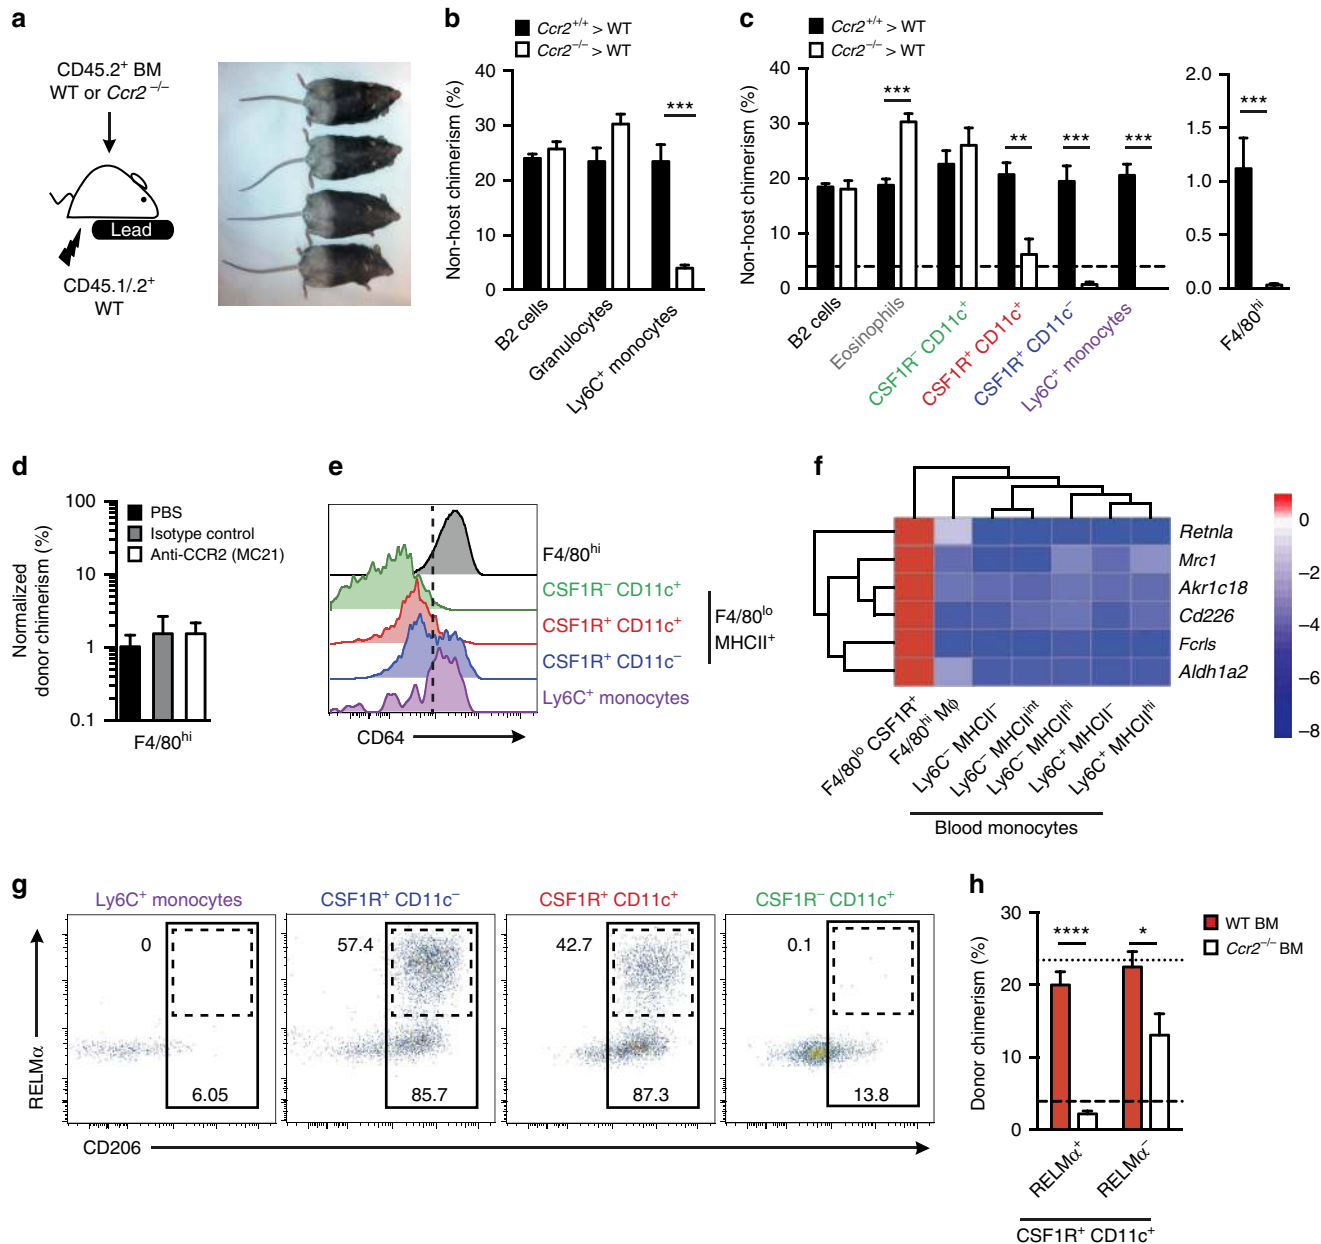 a
CD45.2⁺ BM
WT or Ccr2⁻/⁻
Lead
CD45.1/.2⁺
WT
b
Ccr2⁺/⁺ > WT
Ccr2⁻/⁻ > WT
Non-host chimerism (%)
40
30
20
10
0
***
B2 cells
Granulocytes
Ly6C⁺ monocytes
c
Ccr2⁺/⁺ > WT
Ccr2⁻/⁻ > WT
Non-host chimerism (%)
40
30
20
10
0
***
**
***
***
B2 cells
Eosinophils
CSF1R⁻ CD11c⁺
CSF1R⁺ CD11c⁺
CSF1R⁺ CD11c⁻
Ly6C⁺ monocytes
2.0
1.5
1.0
0.5
0.0
***
F4/80ʰⁱ
d
Normalized
donor chimerism (%)
100
10
1
0.1
PBS
Isotype control
Anti-CCR2 (MC21)
F4/80ʰⁱ
e
F4/80ʰⁱ
CSF1R⁻ CD11c⁺
CSF1R⁺ CD11c⁺
CSF1R⁺ CD11c⁻
Ly6C⁺ monocytes
F4/80ˡᵒ
MHCII⁺
CD64
f
Retnla
Mrc1
Akr1c18
Cd226
Fcrls
Aldh1a2
0
−2
−4
−6
−8
F4/80ˡᵒ CSF1R⁺
F4/80ʰⁱ Mϕ
Ly6C⁻ MHCII⁻
Ly6C⁻ MHCIIⁱⁿᵗ
Ly6C⁻ MHCIIʰⁱ
Ly6C⁺ MHCII⁻
Ly6C⁺ MHCIIʰⁱ
Blood monocytes
g
Ly6C⁺ monocytes
CSF1R⁺ CD11c⁻
CSF1R⁺ CD11c⁺
CSF1R⁻ CD11c⁺
0
57.4
42.7
0.1
6.05
85.7
87.3
13.8
RELMα
CD206
h
WT BM
Ccr2⁻/⁻ BM
Donor chimerism (%)
30
20
10
0
****
*
RELMα⁺
RELMα⁻
CSF1R⁺ CD11c⁺